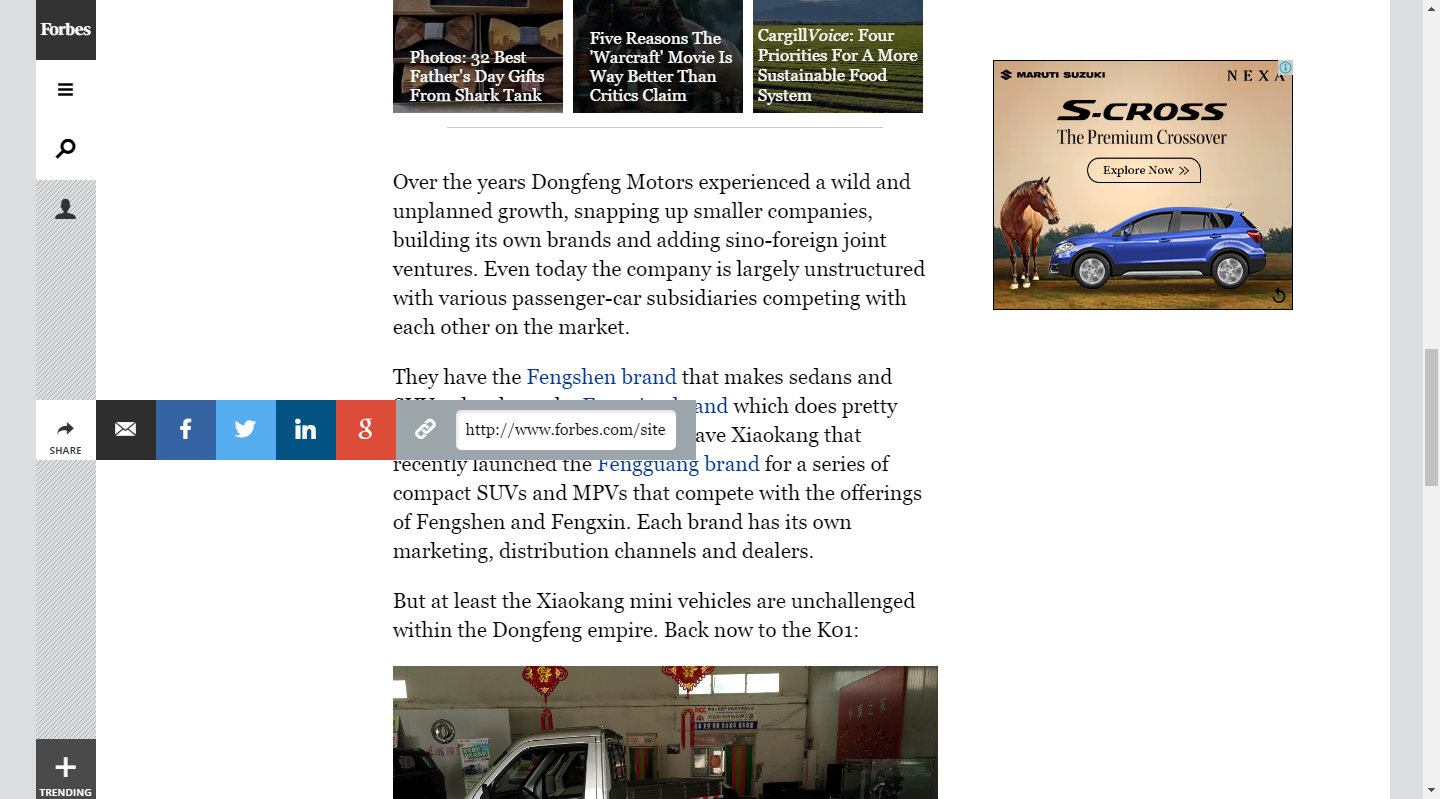 Forbes
Photos: 32 Best
Father's Day Gifts
From Shark Tank
Five Reasons The
'Warcraft' Movie Is
Way Better Than
Critics Claim
CargillVoice: Four
Priorities For A More
Sustainable Food
System
MARUTI SUZUKI
NEXA
S-CROSS
The Premium Crossover
Explore Now »
Over the years Dongfeng Motors experienced a wild and
unplanned growth, snapping up smaller companies,
building its own brands and adding sino-foreign joint
ventures. Even today the company is largely unstructured
with various passenger-car subsidiaries competing with
each other on the market.
They have the Fengshen brand that makes sedans and
which does pretty
SHARE
f
in
g
http://www.forbes.com/site
Xiaokang that
recently launched the Fengguang brand for a series of
compact SUVs and MPVs that compete with the offerings
of Fengshen and Fengxin. Each brand has its own
marketing, distribution channels and dealers.
But at least the Xiaokang mini vehicles are unchallenged
within the Dongfeng empire. Back now to the K01:
PICC
TRENDING